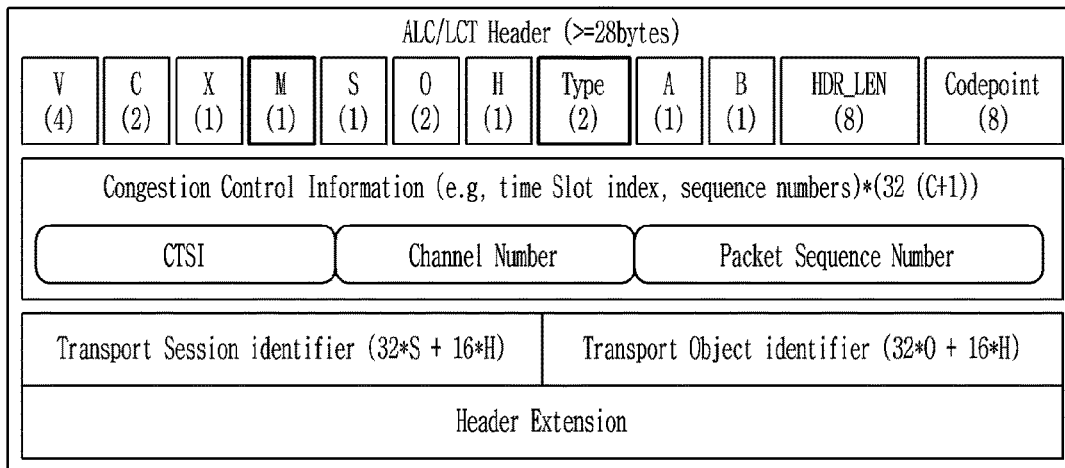 ALC/LCT Header (>=28bytes)
V C X M S O H Type A B HDR_LEN Codepoint
(4) (2) (1) (1) (1) (2) (1) (2) (1) (1) (8) (8)
Congestion Control Information (e.g, time Slot index, sequence numbers)*(32 (C+1))
CTSI Channel Number Packet Sequence Number
Transport Session identifier (32*S + 16*H) Transport Object identifier (32*O + 16*H)
Header Extension